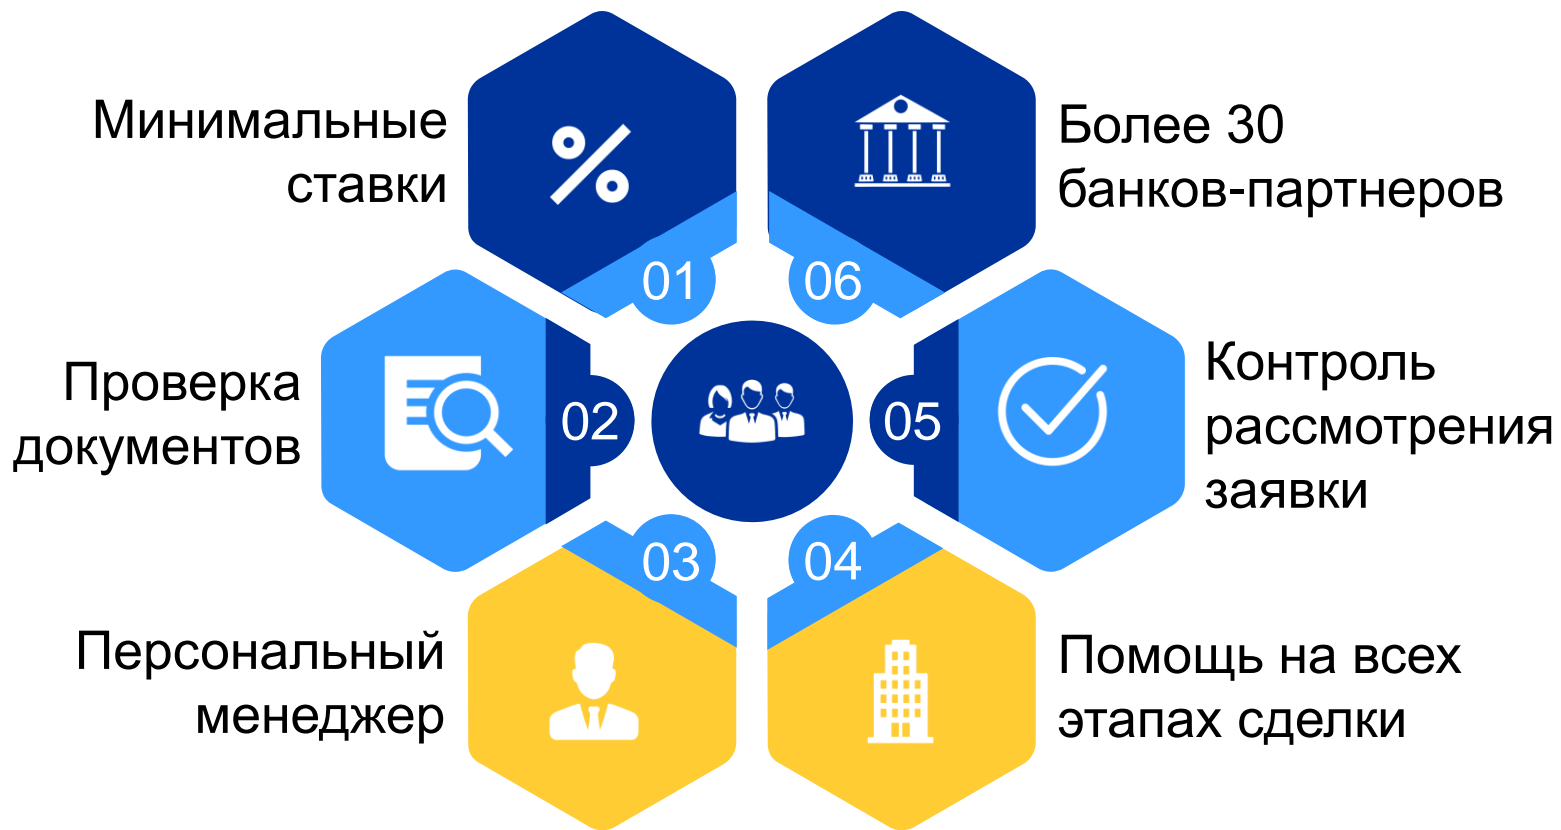 Минимальные
ставки
01
Проверка
документов
02
Персональный
менеджер
03
04
Помощь на всех
этапах сделки
05
Контроль
рассмотрения
заявки
06
Более 30
банков-партнеров